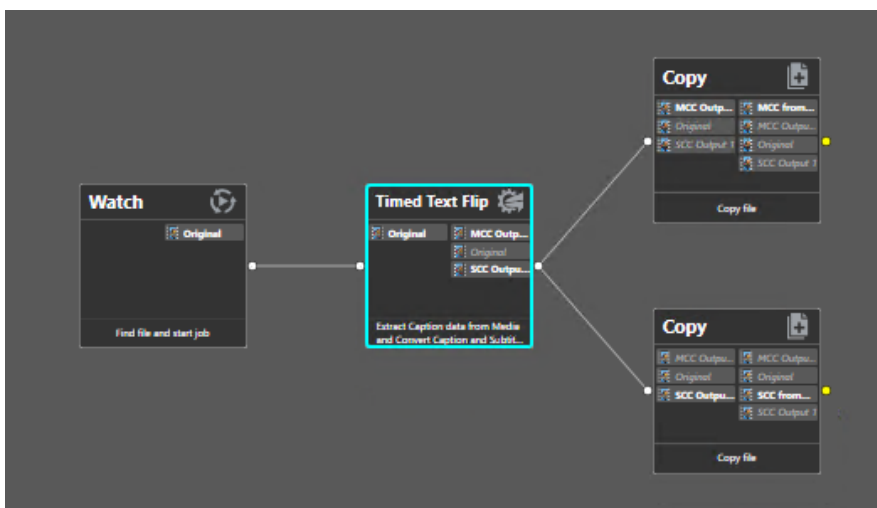 Watch
Original
Find file and start job
Timed Text Flip
Original
MCC Outp...
Original
SCC Outpu...
Extract Caption data from Media
and Convert Caption and Subtit...
Copy
MCC Outp... MCC from...
Original MCC Outpu...
SCC Output 1 Original
SCC Output 1
Copy file
Copy
MCC Outpu... MCC Outpu...
Original Original
SCC Outpu... SCC from...
SCC Output 1
Copy file